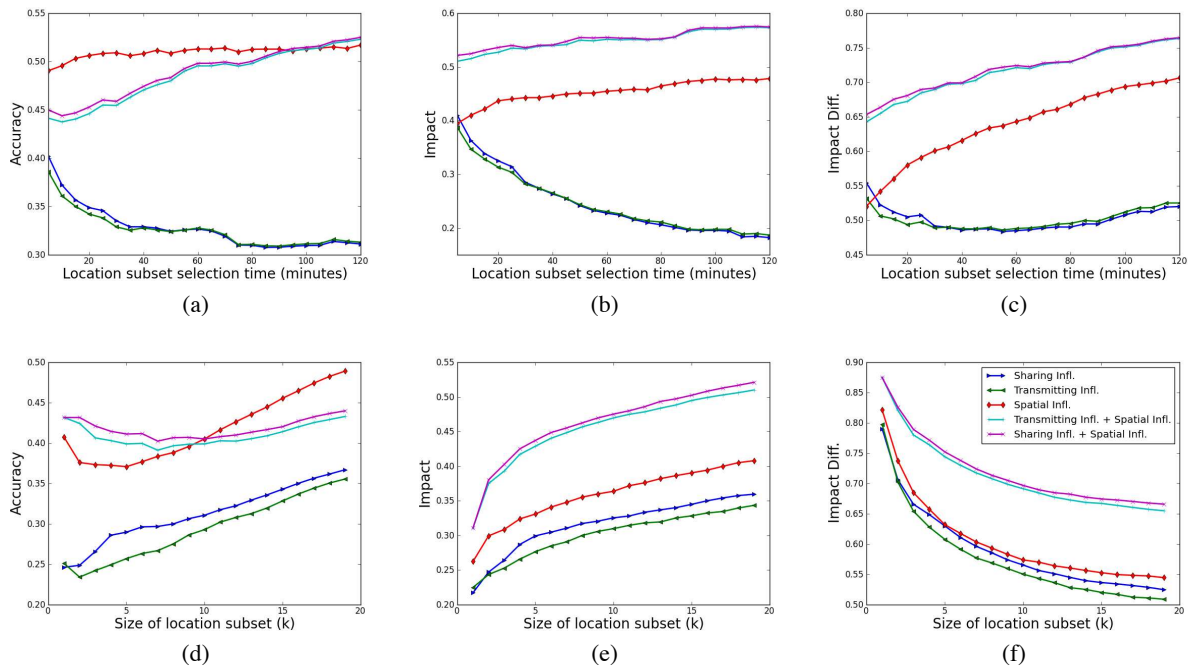 0.55
0.50
0.45
0.40
0.35
0.30
Accuracy
20 40 60 80 100 120
Location subset selection time (minutes)
(a)
0.6
0.5
0.4
0.3
0.2
Impact
20 40 60 80 100 120
Location subset selection time (minutes)
(b)
0.80
0.75
0.70
0.65
0.60
0.55
0.50
0.45
Impact Diff.
20 40 60 80 100 120
Location subset selection time (minutes)
(c)
0.50
0.45
0.40
0.35
0.30
0.25
0.20
Accuracy
0 5 10 15 20
Size of location subset (k)
(d)
0.55
0.50
0.45
0.40
0.35
0.30
0.25
0.20
Impact
0 5 10 15 20
Size of location subset (k)
(e)
0.90
0.85
0.80
0.75
0.70
0.65
0.60
0.55
0.50
Impact Diff.
Sharing Infl.
Transmitting Infl.
Spatial Infl.
Transmitting Infl. + Spatial Infl.
Sharing Infl. + Spatial Infl.
0 5 10 15 20
Size of location subset (k)
(f)